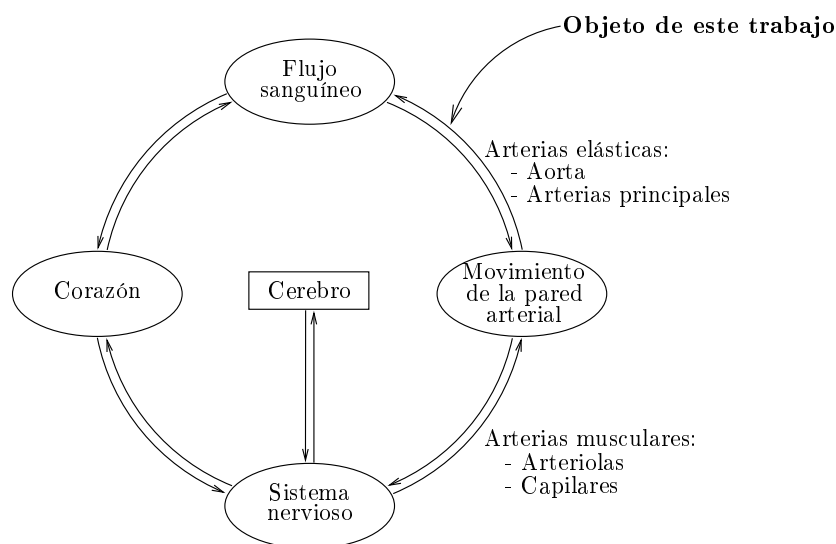 Objeto de este trabajo
Flujo
sanguíneo
Arterias elásticas:
- Aorta
- Arterias principales
Corazón
Cerebro
Movimiento
de la pared
arterial
Arterias musculares:
- Arteriolas
- Capilares
Sistema
nervioso